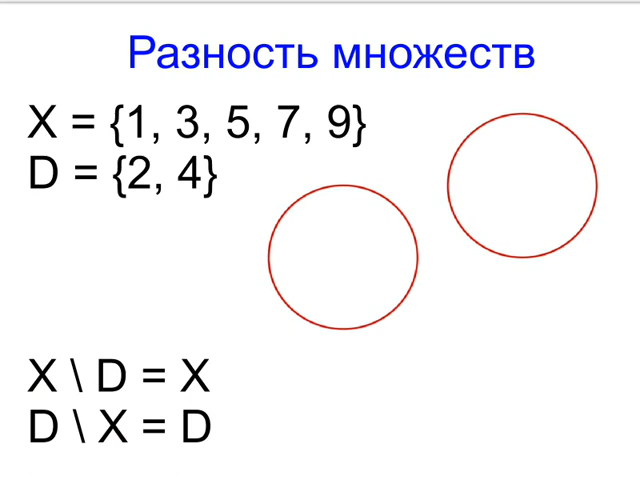 Разность множеств
X = {1, 3, 5, 7, 9}
D = {2, 4}
X \ D = X
D \ X = D